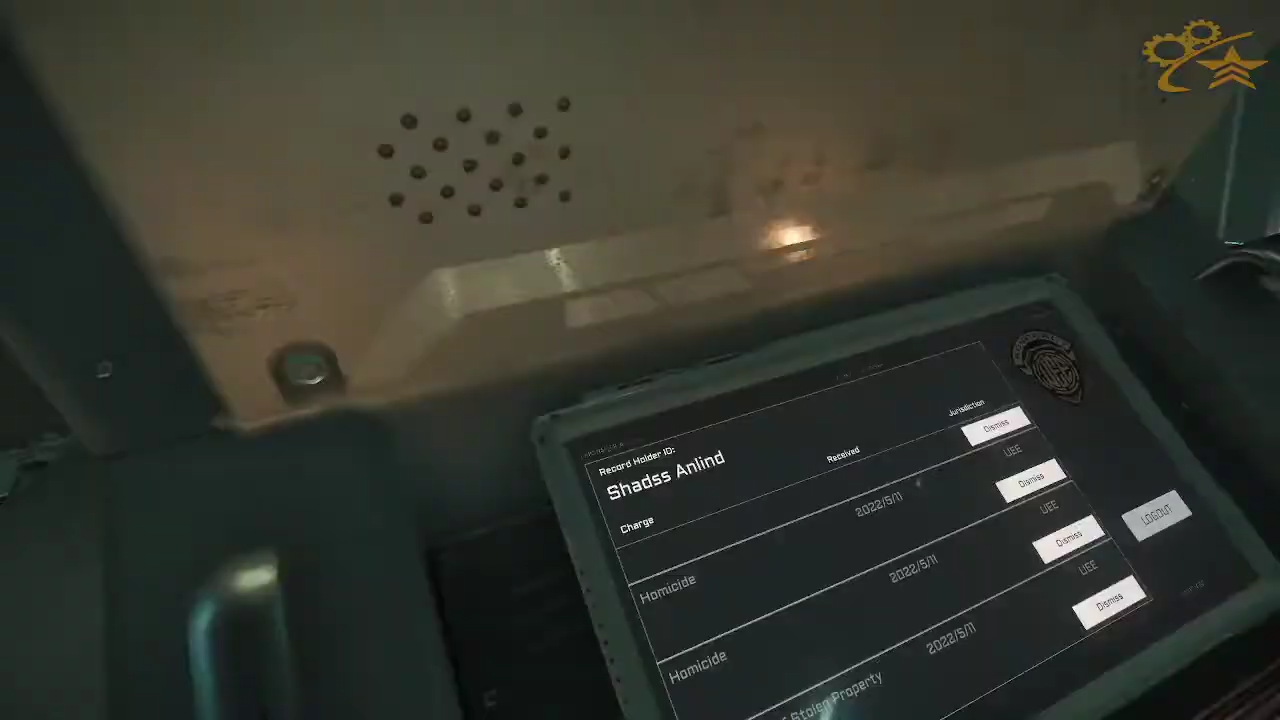 Record Holder ID:
Shadss Anlind
Charge Received Jurisdiction
Dismiss
Homicide 2022/5/11 UEE
Dismiss
Homicide 2022/5/11 UEE
Dismiss
Stolen Property 2022/5/11 UEE
Dismiss
LOGOUT